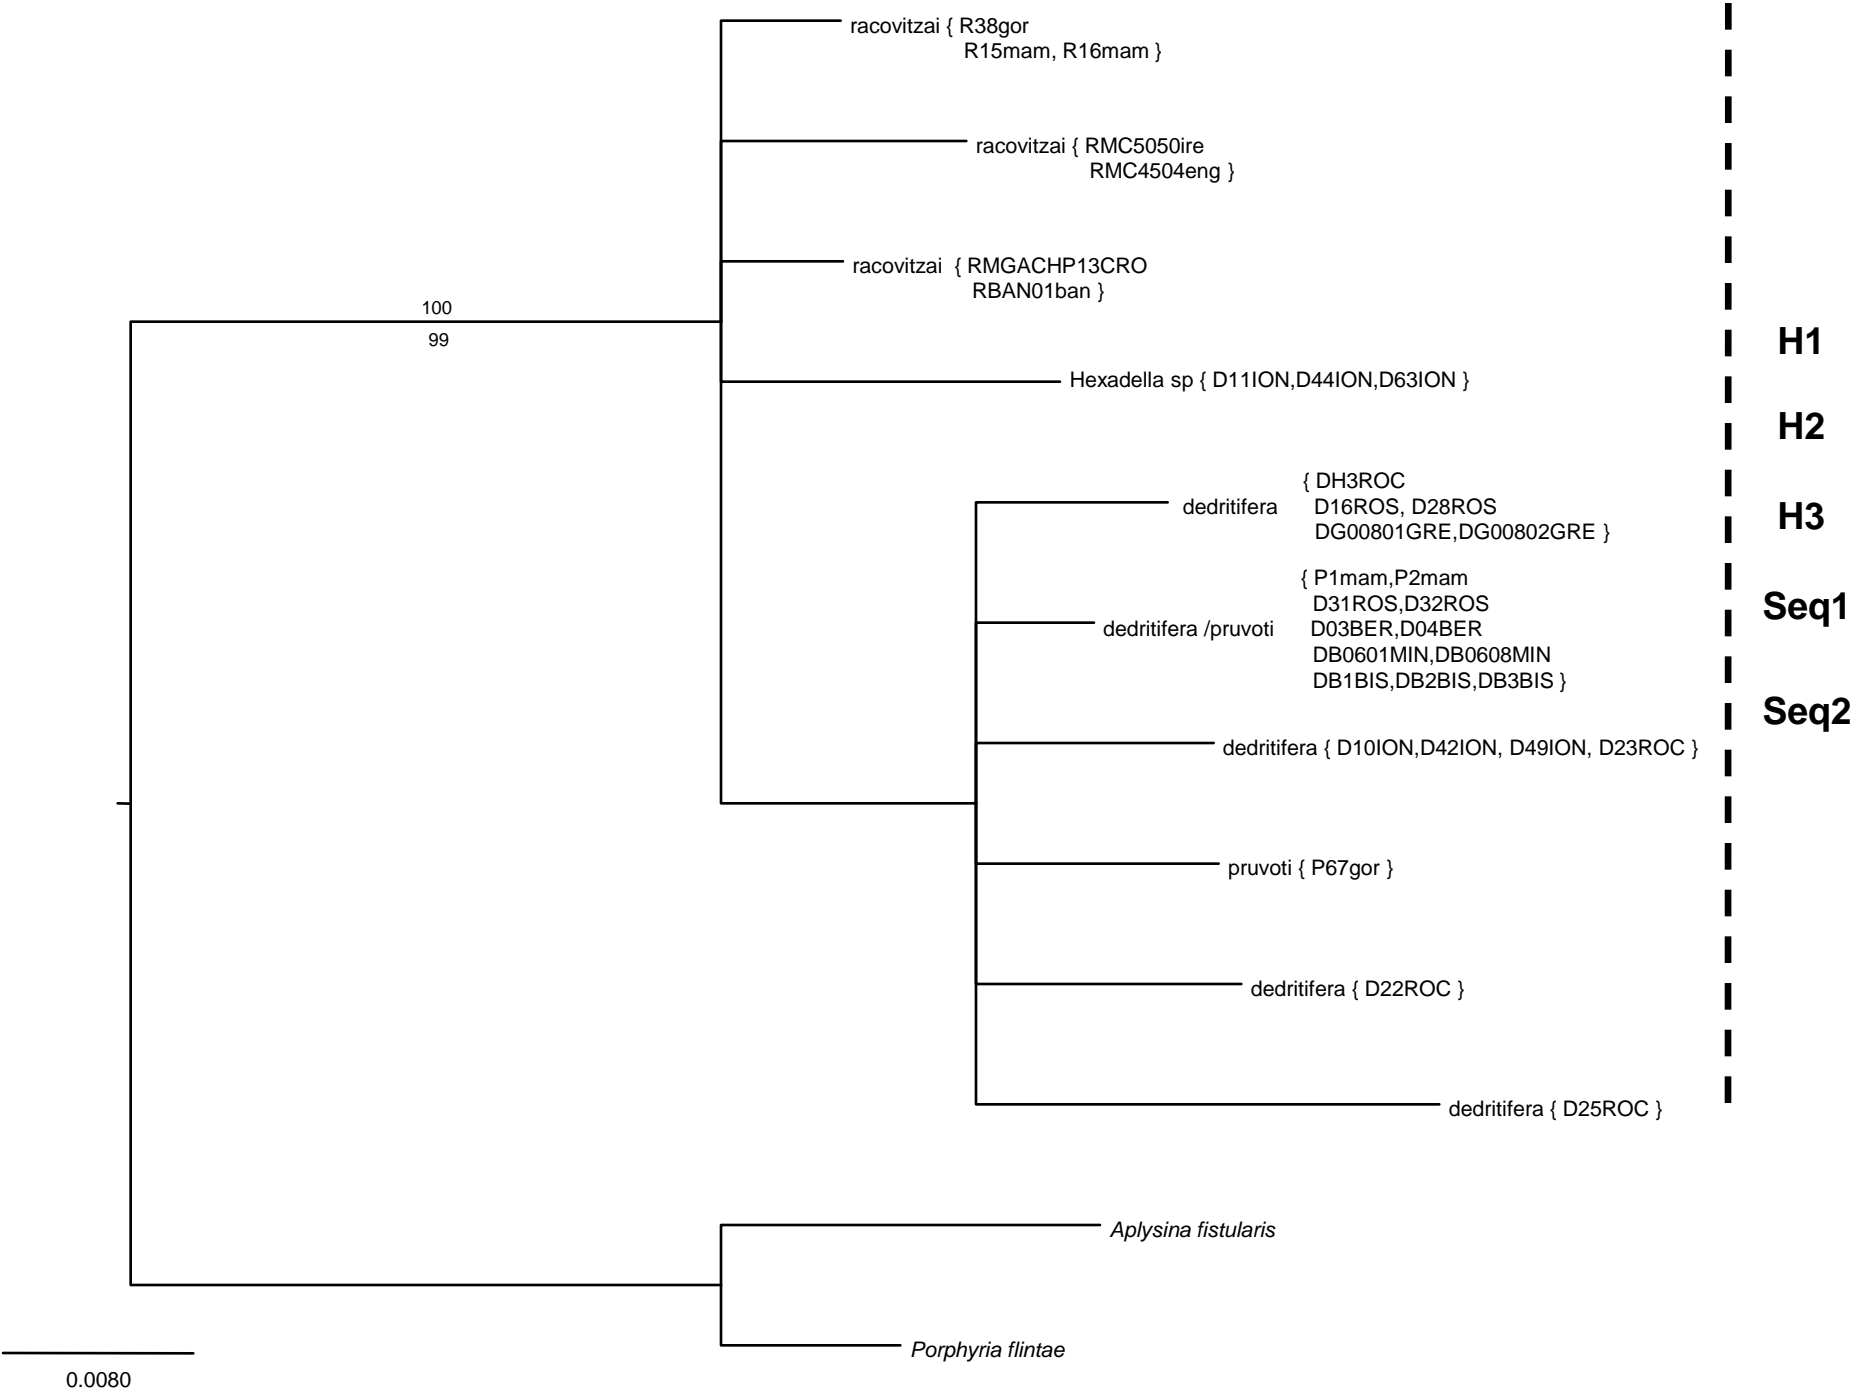 racovitzai { R38gor
R15mam, R16mam }
racovitzai { RMC5050ire
RMC4504eng }
racovitzai { RMGACHP13CRO
RBAN01ban }
100
99
H1
Hexadella sp { D11ION,D44ION,D63ION }
H2
{ DH3ROC
dedritifera D16ROS, D28ROS
DG00801GRE,DG00802GRE }
H3
{ P1mam,P2mam
D31ROS,D32ROS
dedritifera /pruvoti D03BER,D04BER
DB0601MIN,DB0608MIN
DB1BIS,DB2BIS,DB3BIS }
Seq1
Seq2
dedritifera { D10ION,D42ION, D49ION, D23ROC }
pruvoti { P67gor }
dedritifera { D22ROC }
dedritifera { D25ROC }
Aplysina fistularis
Porphyria flintae
0.0080